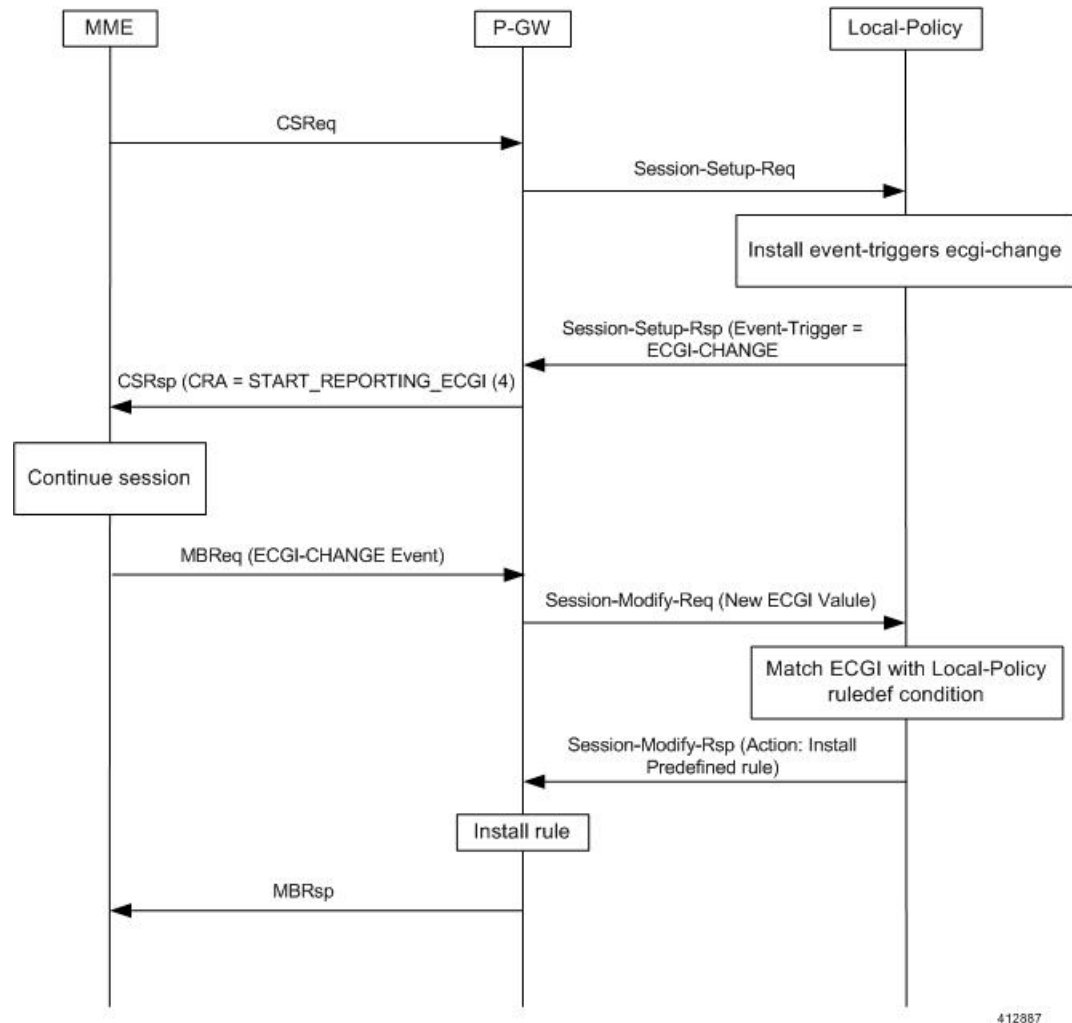 MME
P-GW
Local-Policy
CSReq
Session-Setup-Req
Install event-triggers ecgi-change
Session-Setup-Rsp (Event-Trigger =
ECGI-CHANGE
CSRsp (CRA = START_REPORTING_ECGI (4)
Continue session
MBReq (ECGI-CHANGE Event)
Session-Modify-Req (New ECGI Valule)
Match ECGI with Local-Policy
ruledef condition
Session-Modify-Rsp (Action: Install
Predefined rule)
Install rule
MBRsp
412887